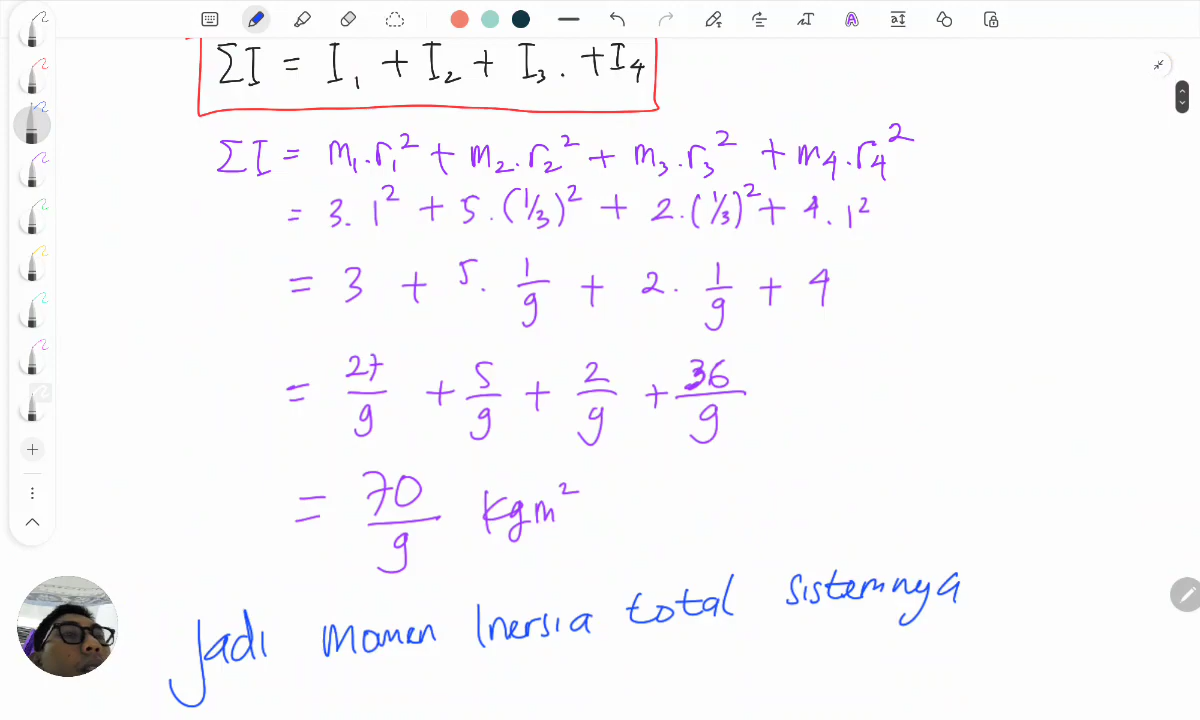 ΣI = I₁ + I₂ + I₃ . + I₄
ΣI = m₁.r₁² + m₂.r₂² + m₃.r₃² + m₄.r₄²
= 3. 1² + 5. (1/3)² + 2. (1/3)² + 4. 1²
= 3 + 5. 1/9 + 2. 1/9 + 4
= 27/9 + 5/9 + 2/9 + 36/9
= 70/9 kgm²
Jadi momen Inersia total sistemnya